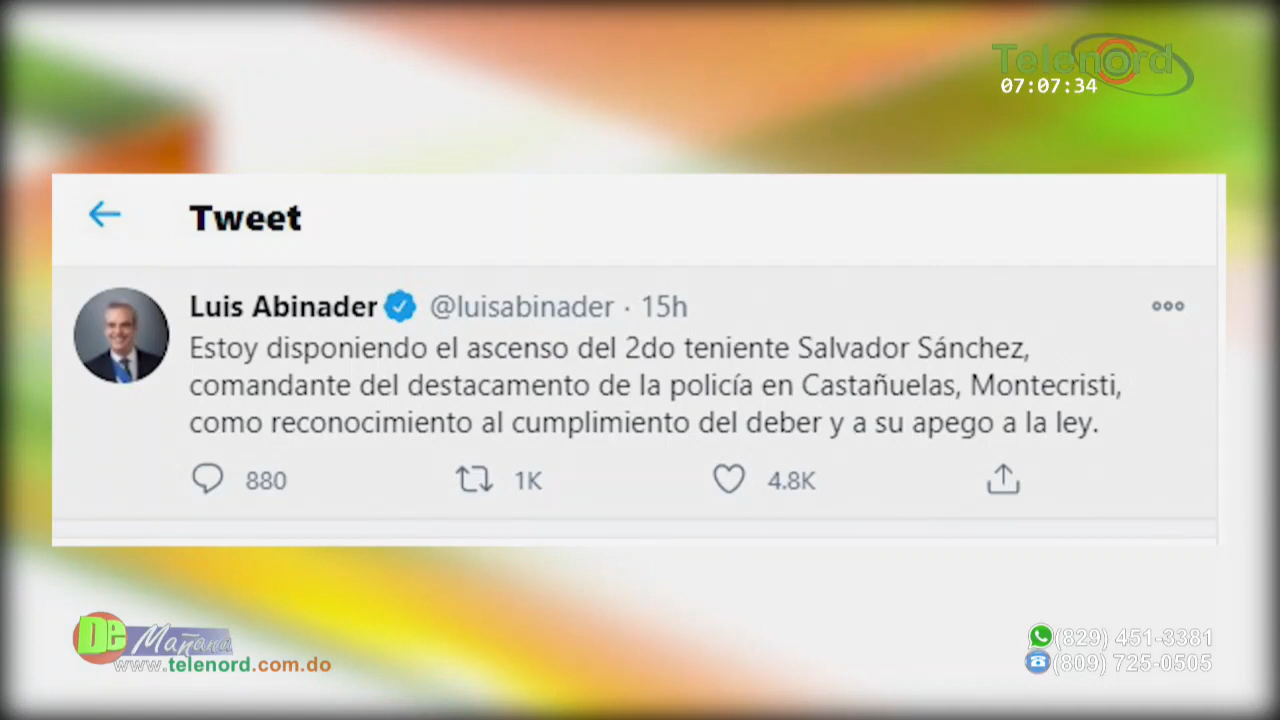 Telenord
07:07:34
Tweet
Luis Abinader @luisabinader · 15h
Estoy disponiendo el ascenso del 2do teniente Salvador Sánchez,
comandante del destacamento de la policía en Castañuelas, Montecristi,
como reconocimiento al cumplimiento del deber y a su apego a la ley.
880 1K 4.8K
De Mañana
www.telenord.com.do
(829) 451-3381
(809) 725-0505